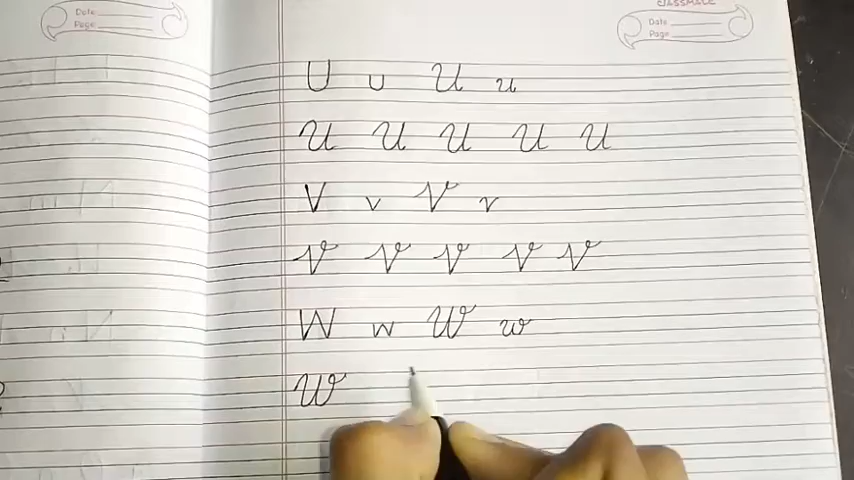 Date
Page
CLASSMATE
Date
Page
U u U u
U U U U U
V v V v
V V V V V
W w W w
W